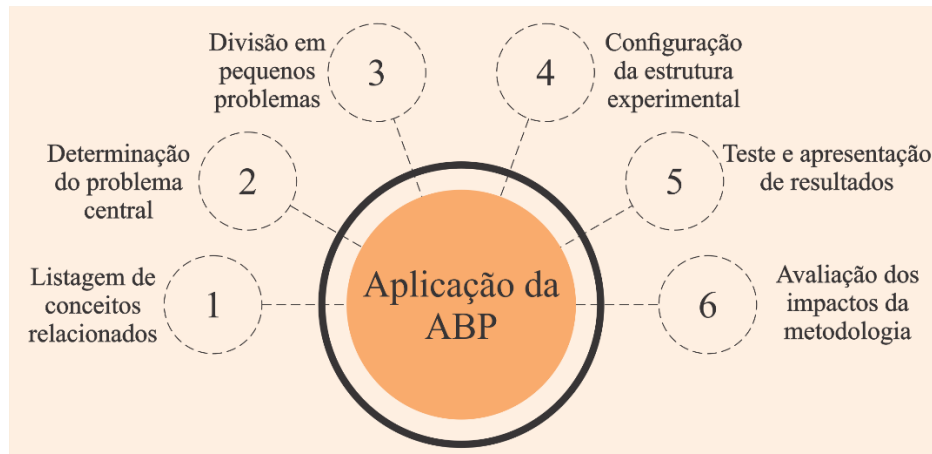 Listagem de
conceitos
relacionados
1
Determinação
do problema
central
2
Divisão em
pequenos
problemas
3
4
Configuração
da estrutura
experimental
5
Teste e apresentação
de resultados
6
Avaliação dos
impactos da
metodologia
Aplicação da
ABP